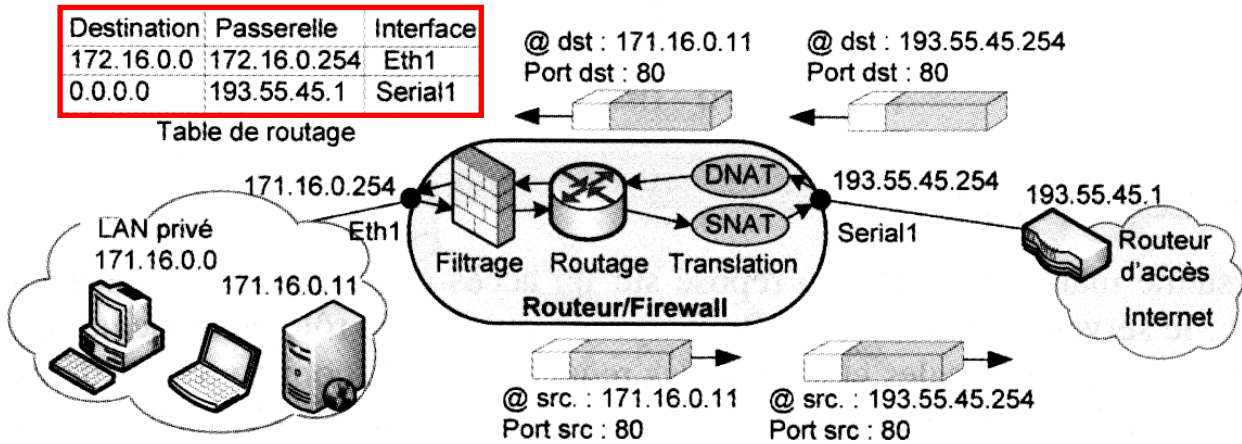 Destination Passerelle Interface
172.16.0.0 172.16.0.254 Eth1
0.0.0.0 193.55.45.1 Serial1
Table de routage
@ dst : 171.16.0.11
Port dst : 80
@ dst : 193.55.45.254
Port dst : 80
171.16.0.254
Eth1
DNAT
SNAT
Filtrage Routage Translation
Routeur/Firewall
193.55.45.254
Serial1
193.55.45.1
Routeur
d'accès
Internet
LAN privé
171.16.0.0
171.16.0.11
@ src. : 171.16.0.11
Port src : 80
@ src. : 193.55.45.254
Port src : 80